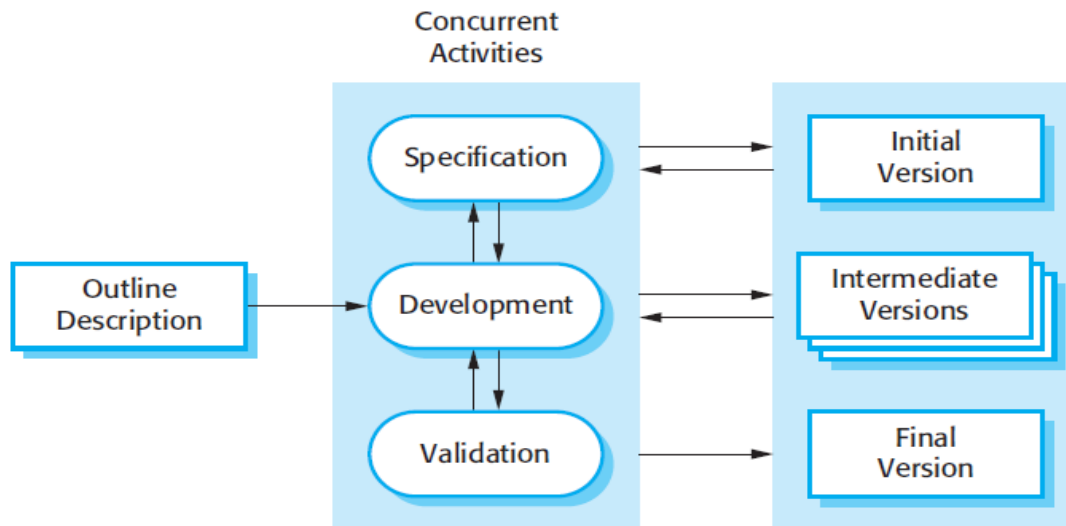 Concurrent
Activities
Specification
Initial
Version
Outline
Description
Development
Intermediate
Versions
Validation
Final
Version